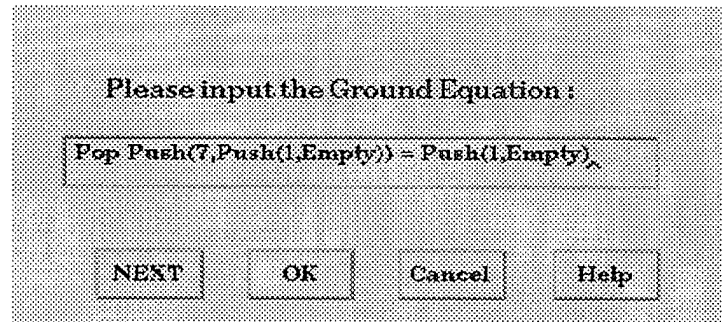 Please input the Ground Equation :
Pop Push(7,Push(1,Empty)) = Push(1,Empty)
NEXT OK Cancel Help